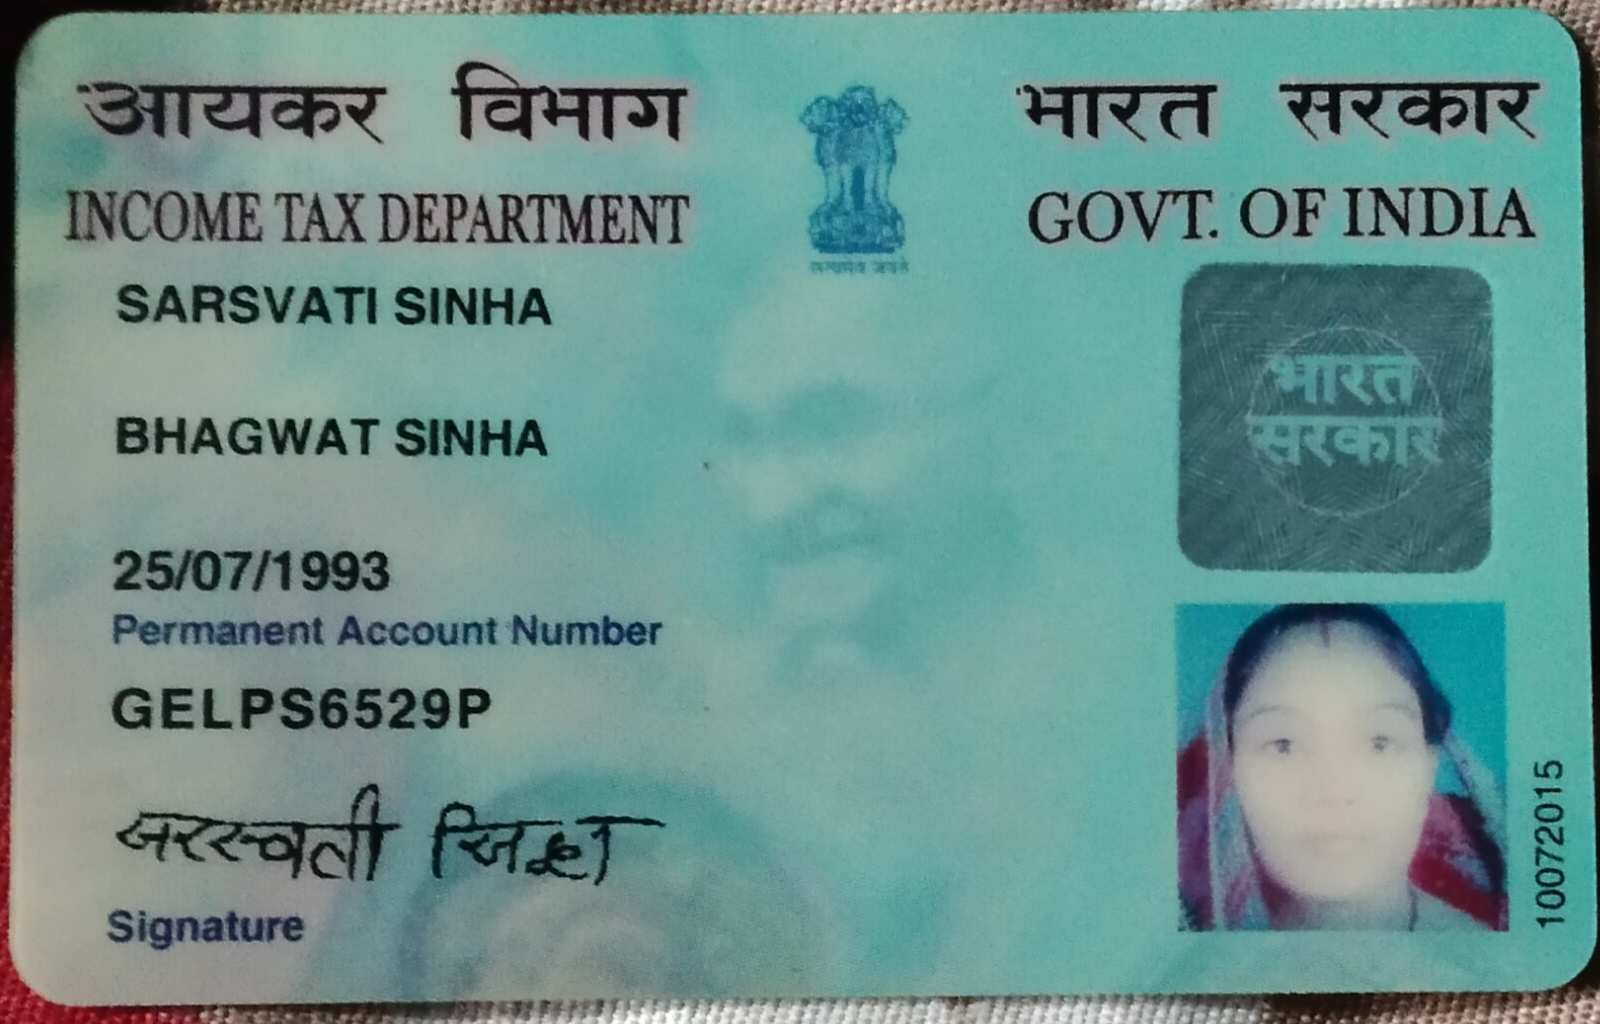 आयकर विभाग
INCOME TAX DEPARTMENT
भारत सरकार
GOVT. OF INDIA
सत्यमेव जयते
SARSVATI SINHA
BHAGWAT SINHA
25/07/1993
Permanent Account Number
GELPS6529P
सरस्वती सिन्हा
Signature
भारत
सरकार
10072015